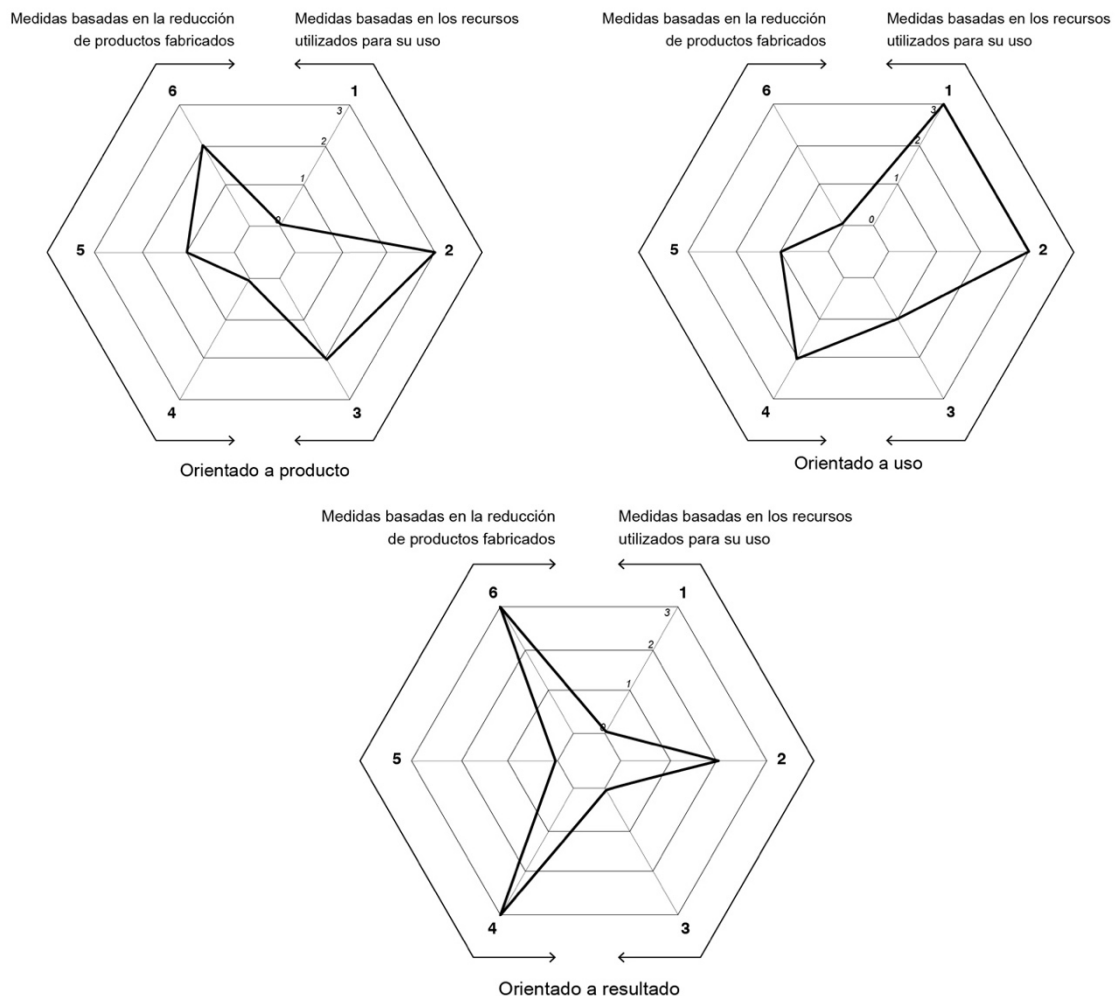 Medidas basadas en la reducción
de productos fabricados
Medidas basadas en los recursos
utilizados para su uso
6
1
3
2
1
0
5
2
4
3
Orientado a producto
Medidas basadas en la reducción
de productos fabricados
Medidas basadas en los recursos
utilizados para su uso
6
1
3
2
1
0
5
2
4
3
Orientado a uso
Medidas basadas en la reducción
de productos fabricados
Medidas basadas en los recursos
utilizados para su uso
6
1
3
2
1
0
5
2
4
3
Orientado a resultado